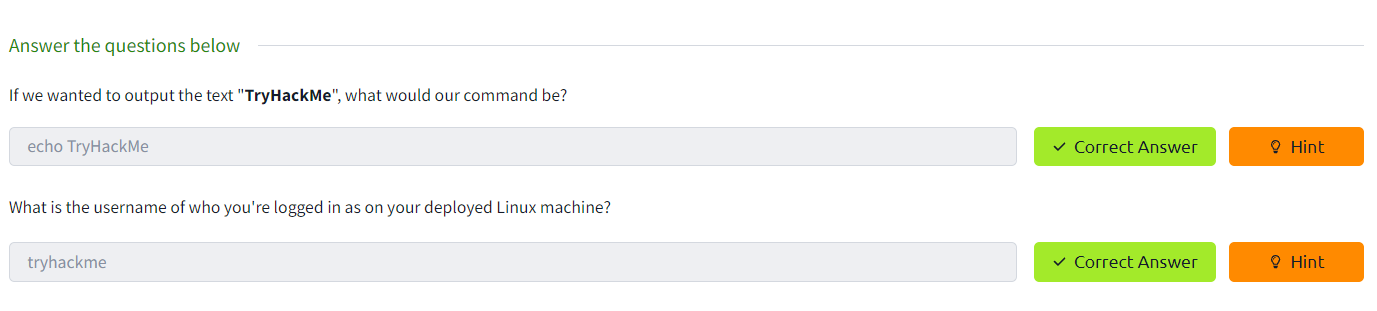 Answer the questions below
If we wanted to output the text "TryHackMe", what would our command be?
echo TryHackMe
Correct Answer
Hint
What is the username of who you're logged in as on your deployed Linux machine?
tryhackme
Correct Answer
Hint